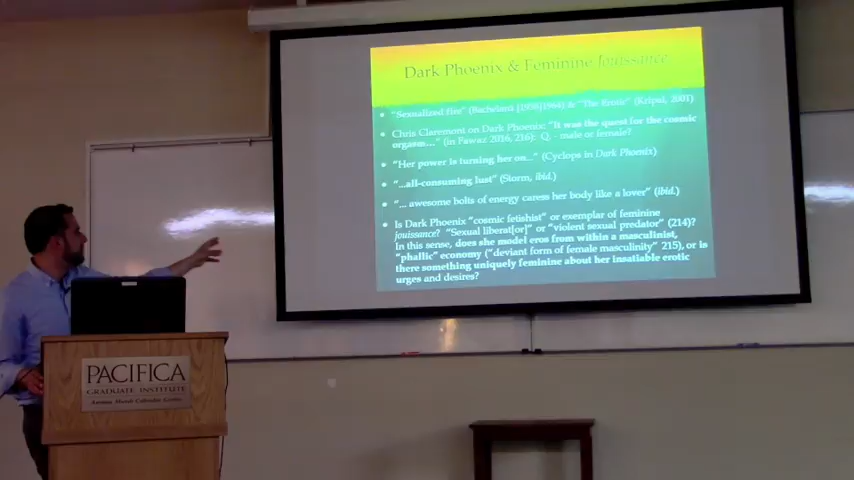 Dark Phoenix & Feminine Jouissance
• "Sexualized fire" (Bachelard [1938]1964) & "The Erotic" (Kripal, 2001)
• Chris Claremont on Dark Phoenix: "It was the quest for the cosmic
orgasm..." (in Fawaz 2016, 216): Q. - male or female?
• "Her power is turning her on..." (Cyclops in Dark Phoenix)
• "...all-consuming lust" (Storm, ibid.)
• "... awesome bolts of energy caress her body like a lover" (ibid.)
• Is Dark Phoenix "cosmic fetishist" or exemplar of feminine
jouissance? "Sexual liberat[or]" or "violent sexual predator" (214)?
In this sense, does she model eros from within a masculinist,
"phallic" economy ("deviant form of female masculinity" 215), or is
there something uniquely feminine about her insatiable erotic
urges and desires?
PACIFICA
GRADUATE INSTITUTE